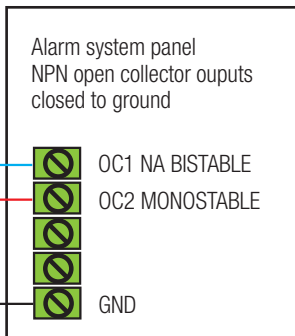 Alarm system panel
NPN open collector ouputs
closed to ground
OC1 NA BISTABLE
OC2 MONOSTABLE
GND